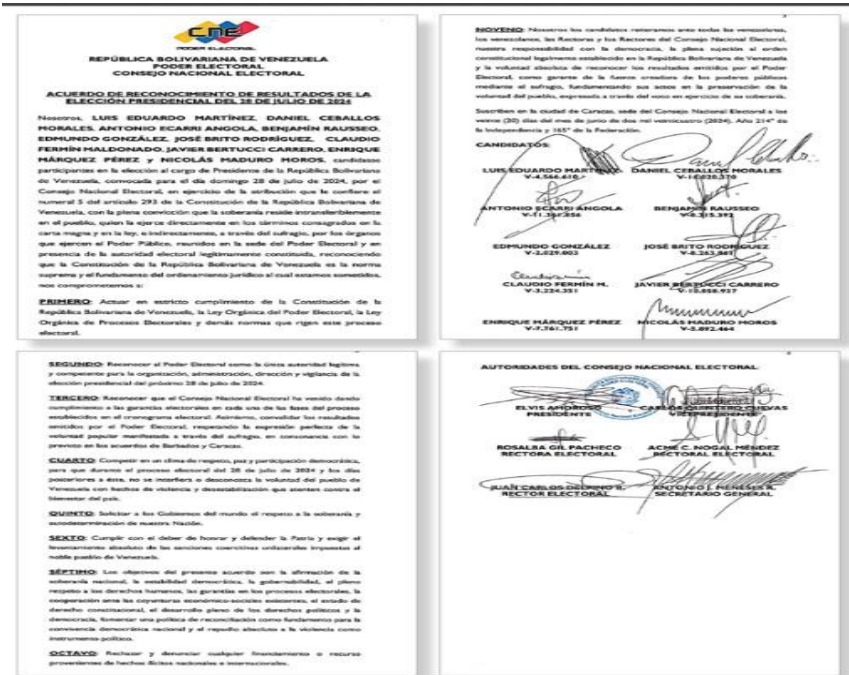 CNE
PODER ELECTORAL
REPÚBLICA BOLIVARIANA DE VENEZUELA
PODER ELECTORAL
CONSEJO NACIONAL ELECTORAL
ACUERDO DE RECONOCIMIENTO DE RESULTADOS DE LA
ELECCIÓN PRESIDENCIAL DEL 28 DE JULIO DE 2024
Nosotros, LUIS EDUARDO MARTÍNEZ, DANIEL CEBALLOS
MORALES, ANTONIO ECARRI ANGOLA, BENJAMÍN RAUSSEO,
EDMUNDO GONZÁLEZ, JOSÉ BRITO RODRÍGUEZ, CLAUDIO
FERMÍN MALDONADO, JAVIER BERTUCCI CARRERO, ENRIQUE
MÁRQUEZ PÉREZ y NICOLÁS MADURO MOROS, candidatos
participantes en la elección al cargo de Presidente de la República Bolivariana
de Venezuela, convocada para el día domingo 28 de julio de 2024, por el
Consejo Nacional Electoral, en ejercicio de la atribución que le confiere el
numeral 5 del artículo 293 de la Constitución de la República Bolivariana de
Venezuela, con la plena convicción que la soberanía reside intransferiblemente
en el pueblo, quien la ejerce directamente en los términos consagrados en la
carta magna y en la ley, e indirectamente, a través del sufragio, por los órganos
que ejercen el Poder Público, reunidos en la sede del Poder Electoral y en
presencia de la autoridad electoral legítimamente constituida, reconociendo
que la Constitución de la República Bolivariana de Venezuela es la norma
suprema y el fundamento del ordenamiento jurídico al cual estamos sometidos,
nos comprometemos a:
PRIMERO: Actuar en estricto cumplimiento de la Constitución de la
República Bolivariana de Venezuela, la Ley Orgánica del Poder Electoral, la Ley
Orgánica de Procesos Electorales y demás normas que rigen este proceso
electoral.
SEGUNDO: Reconocer al Poder Electoral como la única autoridad legítima
y competente para la organización, administración, dirección y vigilancia de la
elección presidencial del próximo 28 de julio de 2024.
TERCERO: Reconocer que el Consejo Nacional Electoral ha venido dando
cumplimiento a las garantías electorales en cada una de las fases del proceso
establecidos en el cronograma electoral. Asimismo, convalidar los resultados
emitidos por el Poder Electoral, respetando la expresión perfecta de la
voluntad popular manifestada a través del sufragio, en consonancia con lo
previsto en los acuerdos de Barbados y Caracas.
CUARTO: Competir en un clima de respeto, paz y participación democrática,
para que durante el proceso electoral del 28 de julio de 2024 y los días
posteriores a éste, no se interfiera o desconozca la voluntad del pueblo de
Venezuela con hechos de violencia y desestabilización que atenten contra el
bienestar del país.
QUINTO: Solicitar a los Gobiernos del mundo el respeto a la soberanía y
autodeterminación de nuestra Nación.
SEXTO: Cumplir con el deber de honrar y defender la Patria y exigir el
levantamiento absoluto de las sanciones coercitivas unilaterales impuestas al
noble pueblo de Venezuela.
SÉPTIMO: Los objetivos del presente acuerdo son la afirmación de la
soberanía nacional, la estabilidad democrática, la gobernabilidad, el pleno
respeto a los derechos humanos, las garantías en los procesos electorales, la
cooperación ante las coyunturas económico-sociales existentes, el estado de
derecho constitucional, el desarrollo pleno de los derechos políticos y la
democracia, fomentar una política de reconciliación como fundamento para la
convivencia democrática nacional y el repudio absoluto a la violencia como
instrumento político.
OCTAVO: Rechazar y denunciar cualquier financiamiento o recurso
provenientes de hechos ilícitos nacionales e internacionales.
NOVENO: Nosotros los candidatos reiteramos ante todas las venezolanas,
los venezolanos, las Rectoras y los Rectores del Consejo Nacional Electoral,
nuestra responsabilidad con la democracia, la plena sujeción al orden
constitucional legalmente establecido en la República Bolivariana de Venezuela
y la voluntad absoluta de reconocer los resultados emitidos por el Poder
Electoral, como garante de la fuente creadora de los poderes públicos
mediante el sufragio, fundamentando sus actos en la preservación de la
voluntad del pueblo, expresada a través del voto en ejercicio de su soberanía.
Suscriben en la ciudad de Caracas, sede del Consejo Nacional Electoral a los
veinte (20) días del mes de junio de dos mil veinticuatro (2024). Año 214° de
la Independencia y 165° de la Federación.
CANDIDATOS:
LUIS EDUARDO MARTÍNEZ DANIEL CEBALLOS MORALES
ANTONIO ECARRI ANGOLA BENJAMÍN RAUSSEO
EDMUNDO GONZÁLEZ JOSÉ BRITO RODRÍGUEZ
V-2.029.003
CLAUDIO FERMÍN M. JAVIER BERTUCCI CARRERO
V-3.224.351
ENRIQUE MÁRQUEZ PÉREZ NICOLÁS MADURO MOROS
V-7.761.751 V-5.892.464
AUTORIDADES DEL CONSEJO NACIONAL ELECTORAL:
ELVIS AMOROSO CARLOS QUINTERO CUEVAS
PRESIDENTE VICEPRESIDENTE
ROSALBA GIL PACHECO ACME C. NOGAL MÉNDEZ
RECTORA ELECTORAL RECTORAL ELECTORAL
JUAN CARLOS DELPINO B. ANTONIO J. MENESES R.
RECTOR ELECTORAL SECRETARIO GENERAL